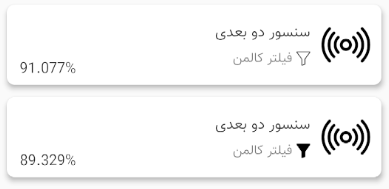 سنسور دو بعدی
فیلتر کالمن
91.077%
سنسور دو بعدی
فیلتر کالمن
89.329%